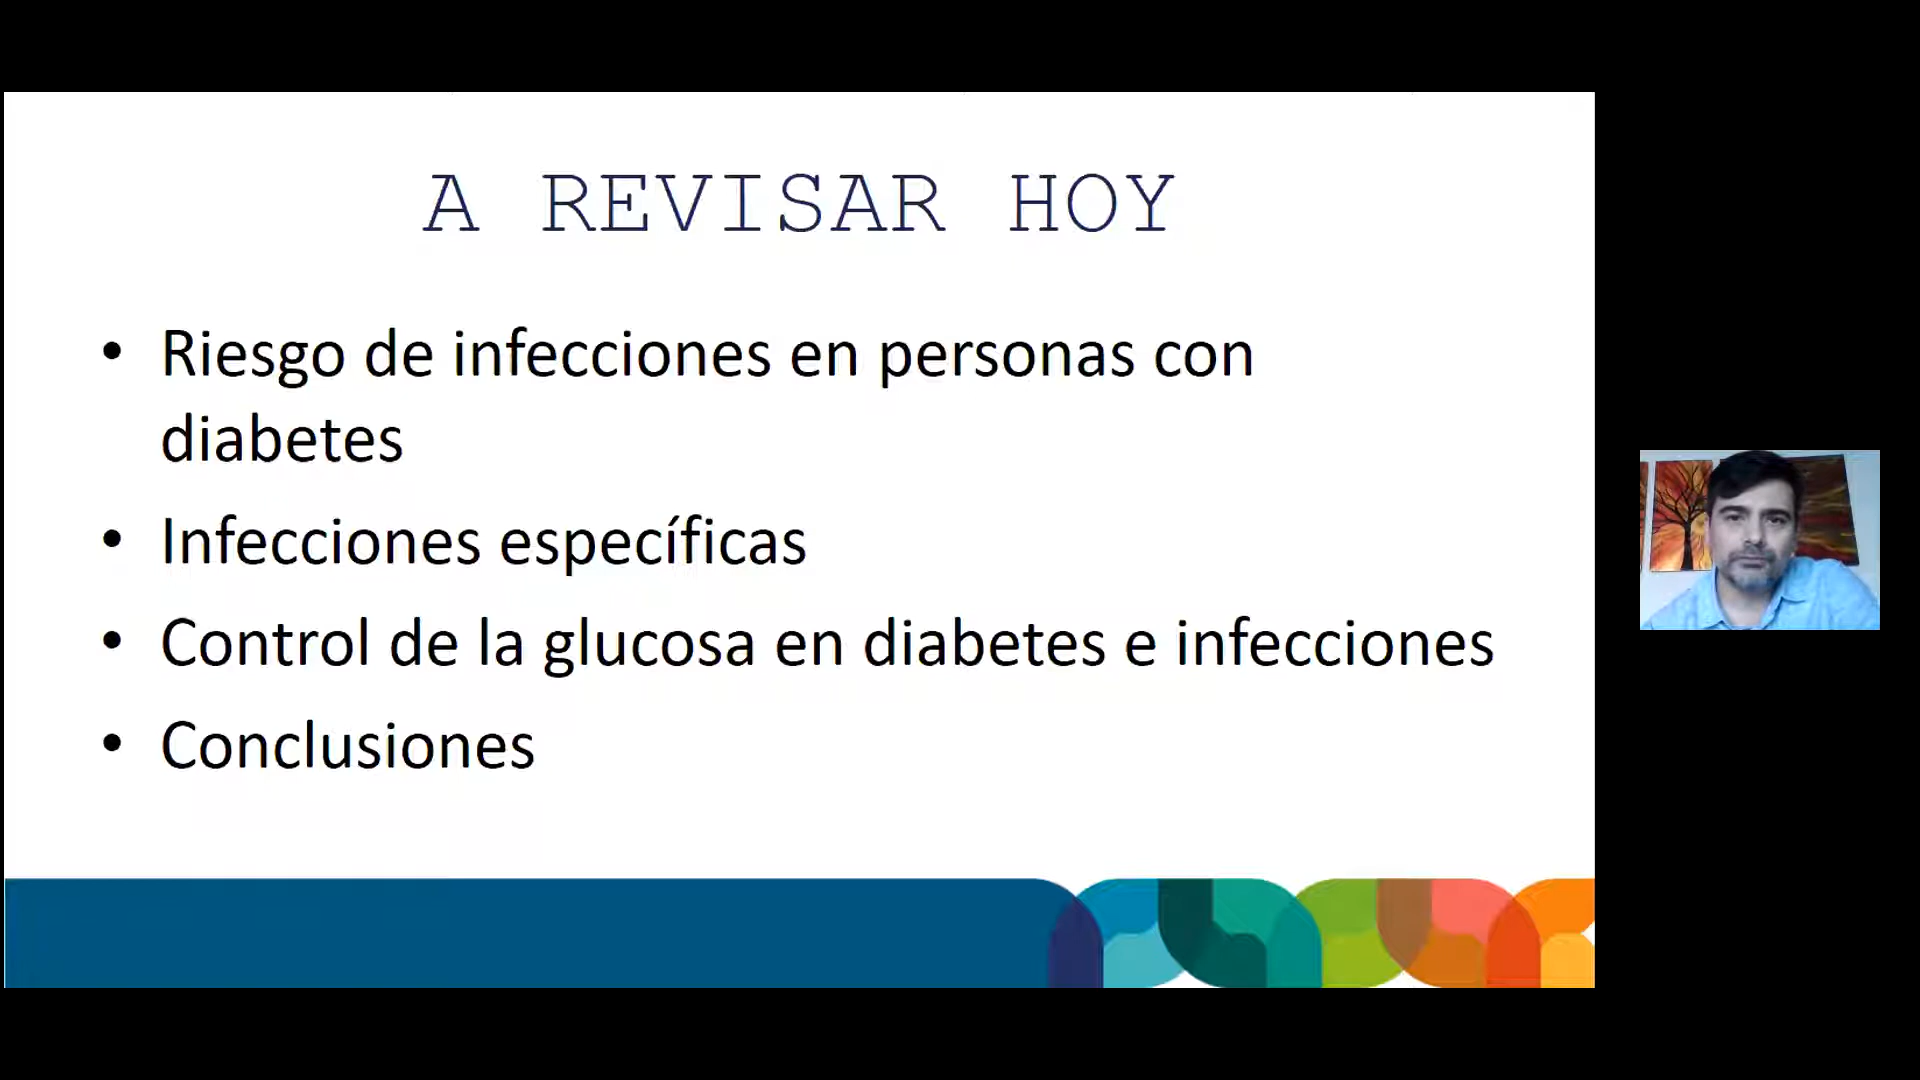 A REVISAR HOY
• Riesgo de infecciones en personas con
diabetes
• Infecciones específicas
• Control de la glucosa en diabetes e infecciones
• Conclusiones